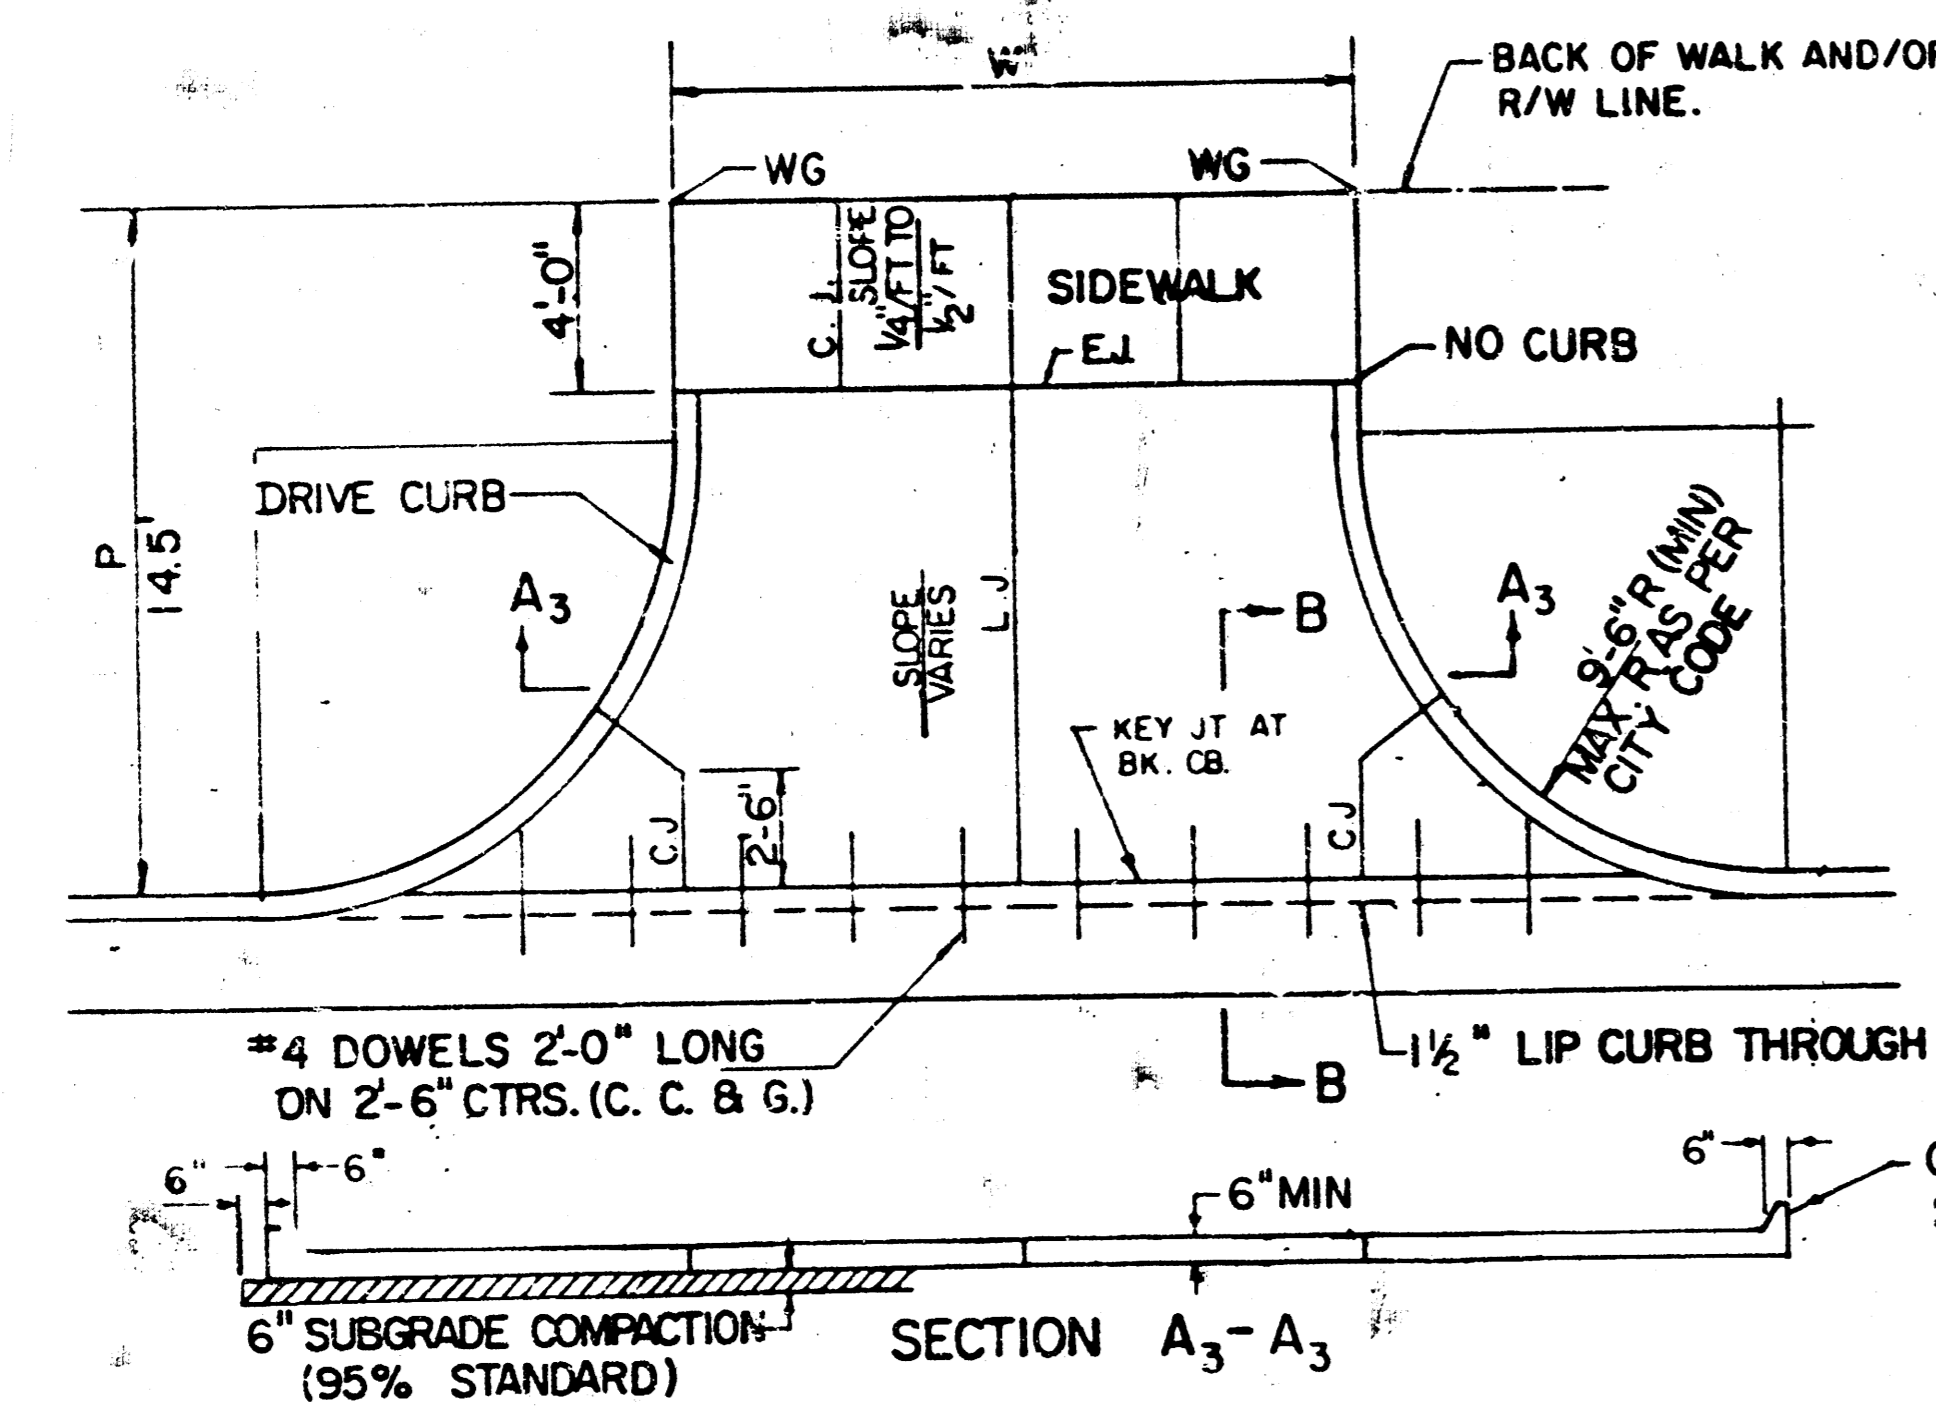 W
BACK OF WALK AND/OR
R/W LINE.
WG
WG
4'-0"
C. J.
SLOPE
1/4"/FT TO
1/2"/FT
SIDEWALK
E.J
NO CURB
DRIVE CURB
P
14.5'
A3
A3
9'-6" R (MIN)
MAX. R AS PER
CITY CODE
SLOPE
VARIES
L.J
B
KEY JT AT
BK. CB.
C.J
2'-6"
C.J
#4 DOWELS 2'-0" LONG
ON 2'-6" CTRS. (C. C. & G.)
1 1/2" LIP CURB THROUGH
B
6"
6"
6" MIN
6"
6" SUBGRADE COMPACTION
(95% STANDARD)
SECTION A3-A3